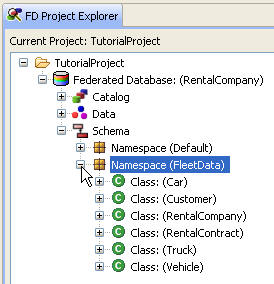 FD Project Explorer
Current Project: TutorialProject
TutorialProject
Federated Database: (RentalCompany)
Catalog
Data
Schema
Namespace (Default)
Namespace (FleetData)
C Class: (Car)
C Class: (Customer)
C Class: (RentalCompany)
C Class: (RentalContract)
C Class: (Truck)
C Class: (Vehicle)